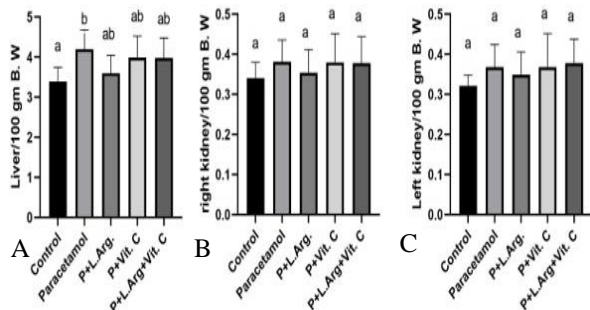 Liver/100 gm B. W
5
4
3
2
1
0
a
b
ab
ab
ab
Control
Paracetamol
P+L.Arg.
P+Vit. C
P+L.Arg+Vit. C
A
right kidney/100 gm B. W
0.5
0.4
0.3
0.2
0.1
0.0
a
a
a
a
a
Control
Paracetamol
P+L.Arg.
P+Vit. C
P+L.Arg+Vit. C
B
Left kidney/100 gm B. W
0.5
0.4
0.3
0.2
0.1
0.0
a
a
a
a
a
Control
Paracetamol
P+L.Arg.
P+Vit. C
P+L.Arg+Vit. C
C